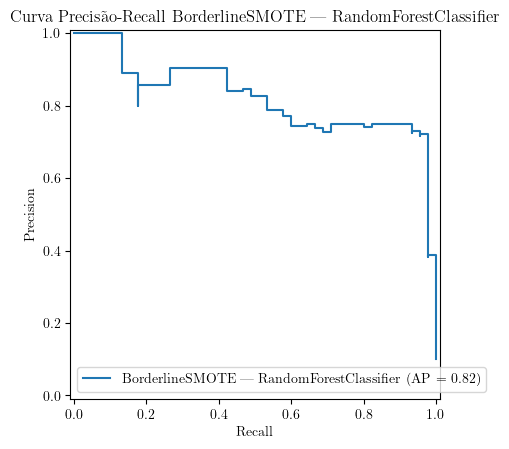 Curva Precisão-Recall BorderlineSMOTE — RandomForestClassifier
1.0
0.8
0.6
0.4
0.2
0.0
Precision
BorderlineSMOTE — RandomForestClassifier (AP = 0.82)
0.0 0.2 0.4 0.6 0.8 1.0
Recall